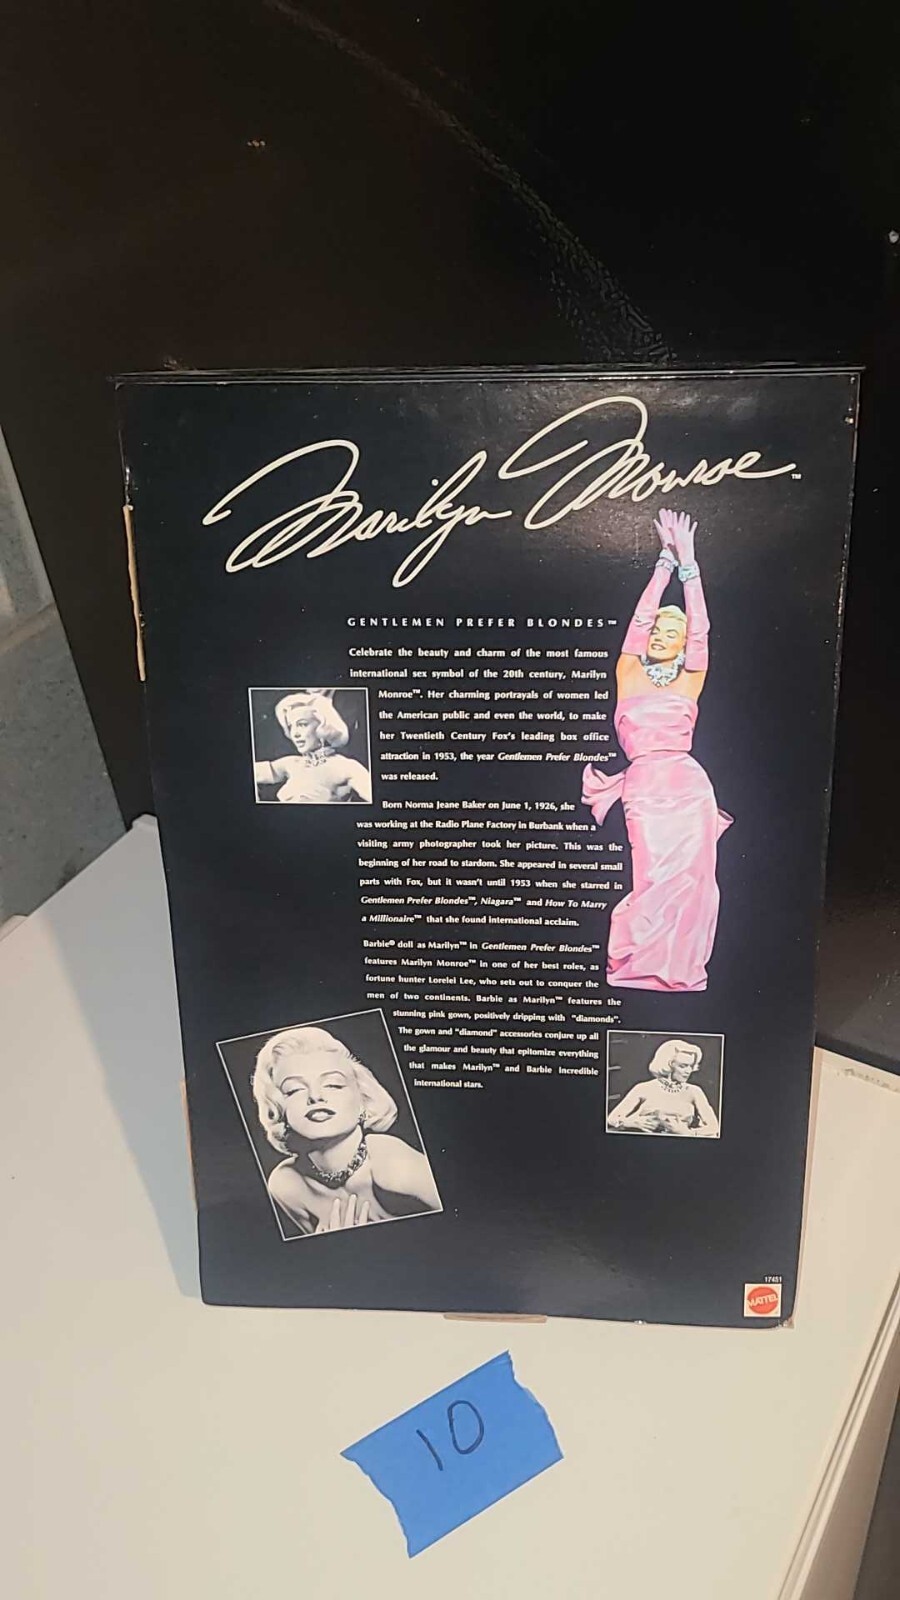 Marilyn Monroe™
GENTLEMEN PREFER BLONDES™
Celebrate the beauty and charm of the most famous
international sex symbol of the 20th century, Marilyn
Monroe™. Her charming portrayals of women led
the American public and even the world, to make
her Twentieth Century Fox's leading box office
attraction in 1953, the year Gentlemen Prefer Blondes™
was released.
Born Norma Jeane Baker on June 1, 1926, she
was working at the Radio Plane Factory in Burbank when a
visiting army photographer took her picture. This was the
beginning of her road to stardom. She appeared in several small
parts with Fox, but it wasn't until 1953 when she starred in
Gentlemen Prefer Blondes™, Niagara™ and How To Marry
a Millionaire™ that she found international acclaim.
Barbie® doll as Marilyn™ in Gentlemen Prefer Blondes™
features Marilyn Monroe™ in one of her best roles, as
fortune hunter Lorelei Lee, who sets out to conquer the
men of two continents. Barbie as Marilyn™ features the
stunning pink gown, positively dripping with "diamonds".
The gown and "diamond" accessories conjure up all
the glamour and beauty that epitomize everything
that makes Marilyn™ and Barbie incredible
international stars.
17451
MATTEL
10